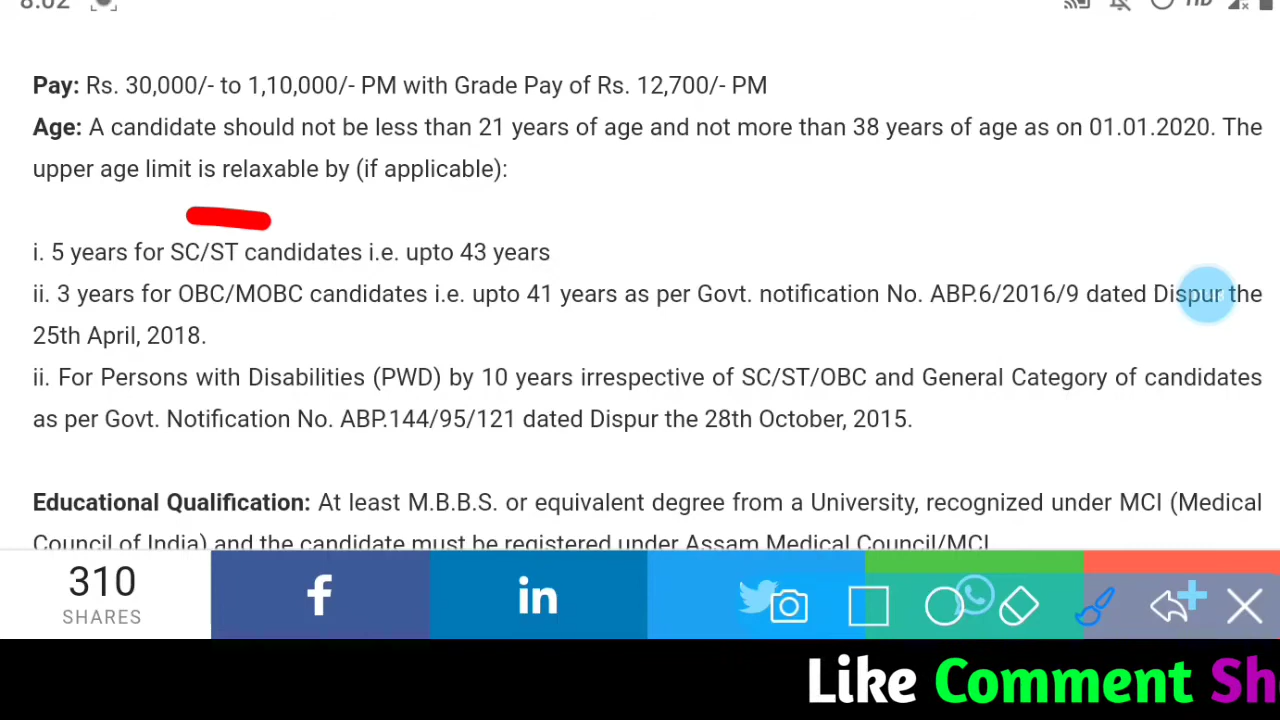 8:02
HD
Pay: Rs. 30,000/- to 1,10,000/- PM with Grade Pay of Rs. 12,700/- PM
Age: A candidate should not be less than 21 years of age and not more than 38 years of age as on 01.01.2020. The
upper age limit is relaxable by (if applicable):
i. 5 years for SC/ST candidates i.e. upto 43 years
ii. 3 years for OBC/MOBC candidates i.e. upto 41 years as per Govt. notification No. ABP.6/2016/9 dated Dispur the
25th April, 2018.
ii. For Persons with Disabilities (PWD) by 10 years irrespective of SC/ST/OBC and General Category of candidates
as per Govt. Notification No. ABP.144/95/121 dated Dispur the 28th October, 2015.
Educational Qualification: At least M.B.B.S. or equivalent degree from a University, recognized under MCI (Medical
Council of India) and the candidate must be registered under Assam Medical Council/MCI
310
SHARES
f
in
Like Comment Sh